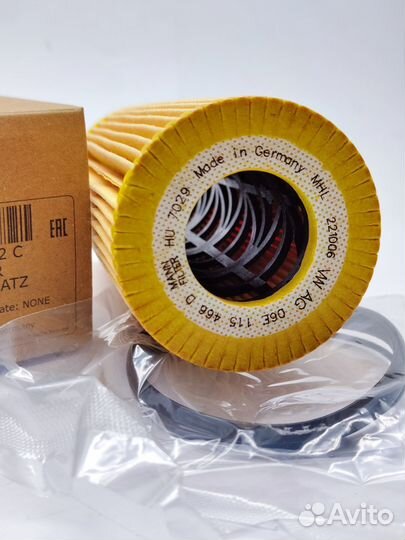 EAC
2 C
R
ATZ
ate: NONE
MANN FILTER HU 7029 Made in Germany MHL 221006 VW AG 06E 115 466 D
Avito